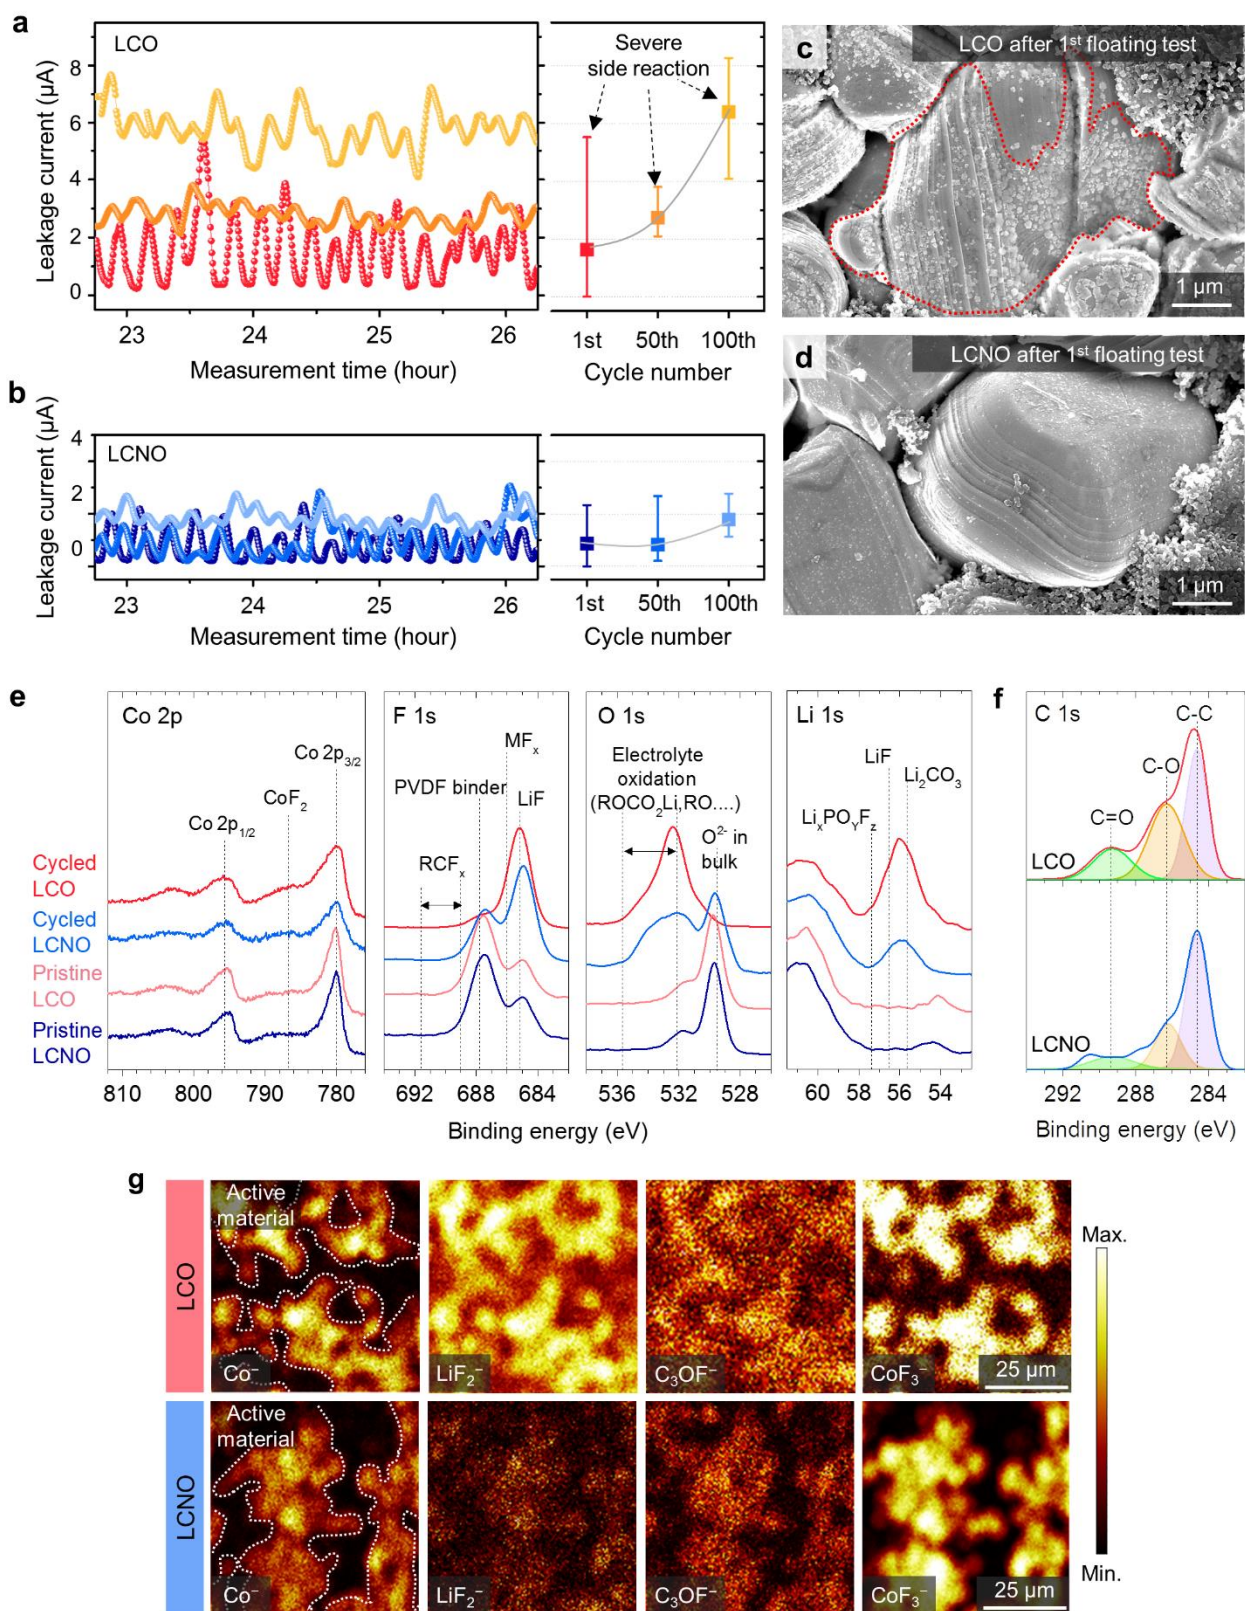 a
LCO
Severe
side reaction
Leakage current (µA)
8
6
4
2
0
23
24
25
26
1st
50th
100th
Measurement time (hour)
Cycle number
b
LCNO
Leakage current (µA)
4
2
0
23
24
25
26
1st
50th
100th
Measurement time (hour)
Cycle number
c
LCO after 1st floating test
1 µm
d
LCNO after 1st floating test
1 µm
e
Co 2p
Co 2p3/2
CoF2
Co 2p1/2
Cycled
LCO
Cycled
LCNO
Pristine
LCO
Pristine
LCNO
810
800
790
780
F 1s
MFx
PVDF binder
LiF
RCFx
692
688
684
O 1s
Electrolyte
oxidation
(ROCO2Li,RO....)
O2- in
bulk
536
532
528
Li 1s
LiF
Li2CO3
LixPOYFz
60
58
56
54
Binding energy (eV)
f
C 1s
C-C
C-O
C=O
LCO
LCNO
292
288
284
Binding energy (eV)
g
LCO
Active
material
Co−
LiF2−
C3OF−
CoF3−
25 µm
LCNO
Active
material
Co−
LiF2−
C3OF−
CoF3−
25 µm
Max.
Min.